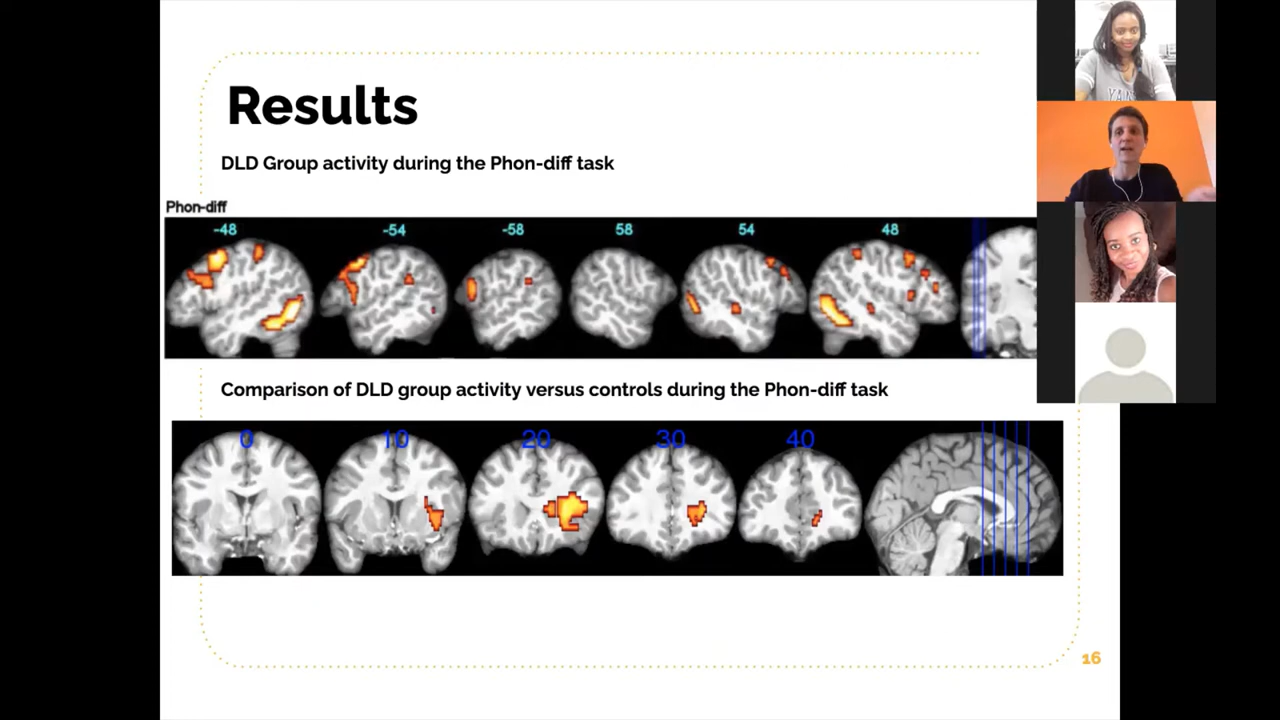 Results
DLD Group activity during the Phon-diff task
Phon-diff
-48 -54 -58 58 54 48
Comparison of DLD group activity versus controls during the Phon-diff task
0 10 20 30 40
16